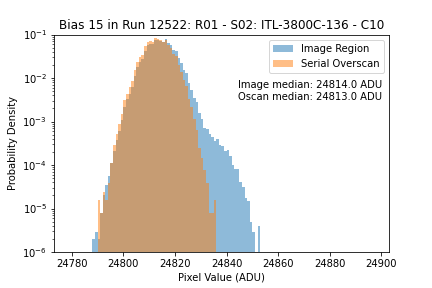 Bias 15 in Run 12522: R01 - S02: ITL-3800C-136 - C10
Image Region
Serial Overscan
Image median: 24814.0 ADU
Oscan median: 24813.0 ADU
Probability Density
10⁻¹
10⁻²
10⁻³
10⁻⁴
10⁻⁵
10⁻⁶
24780 24800 24820 24840 24860 24880 24900
Pixel Value (ADU)